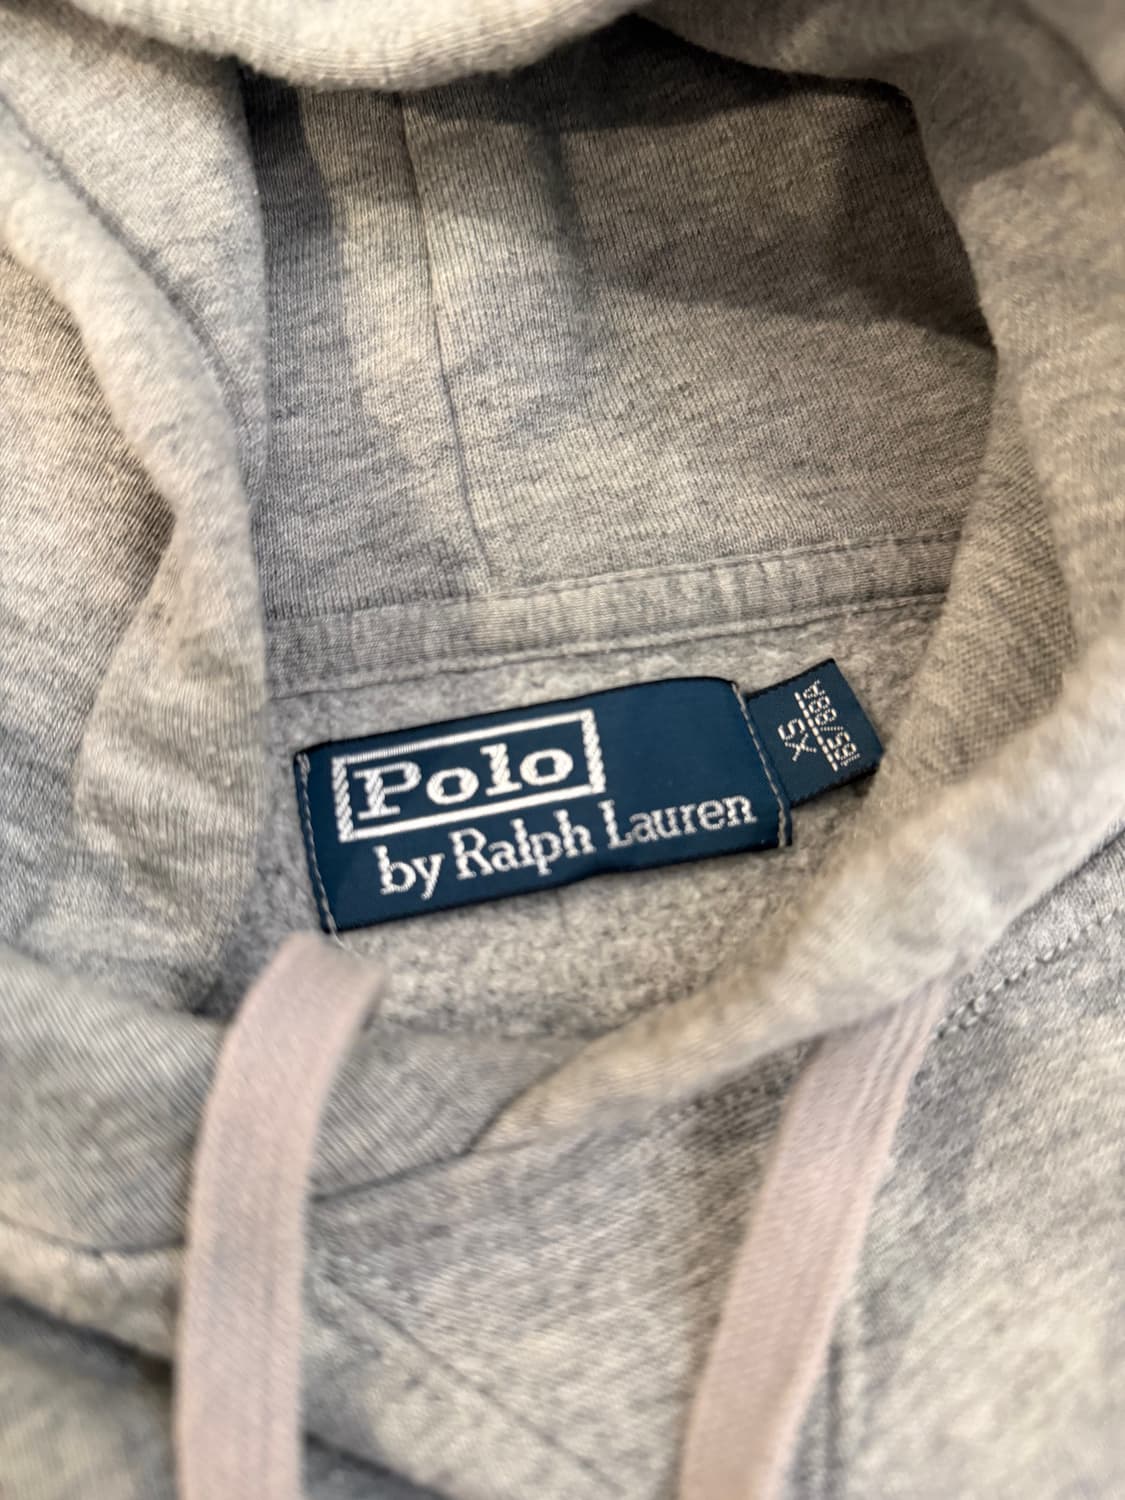 Polo
by Ralph Lauren
XS
165/88A